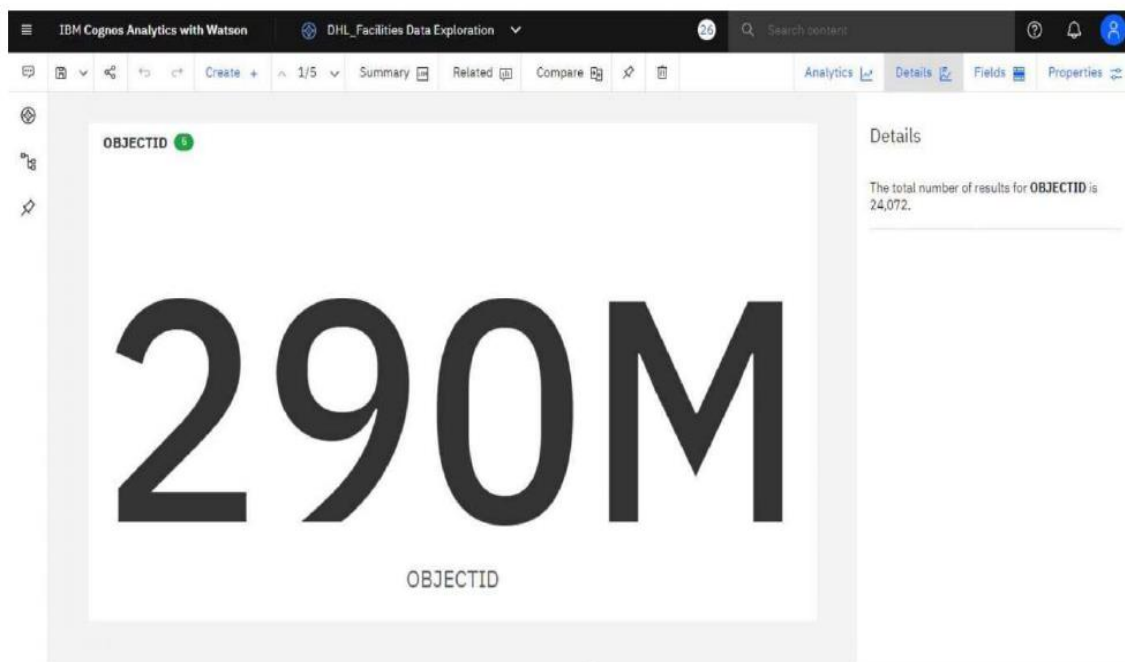 IBM Cognos Analytics with Watson DHL_Facilities Data Exploration 26 Search content
Create + 1/5 Summary Related Compare Analytics Details Fields Properties
OBJECTID 5
Details
The total number of results for OBJECTID is
24,072.
290M
OBJECTID